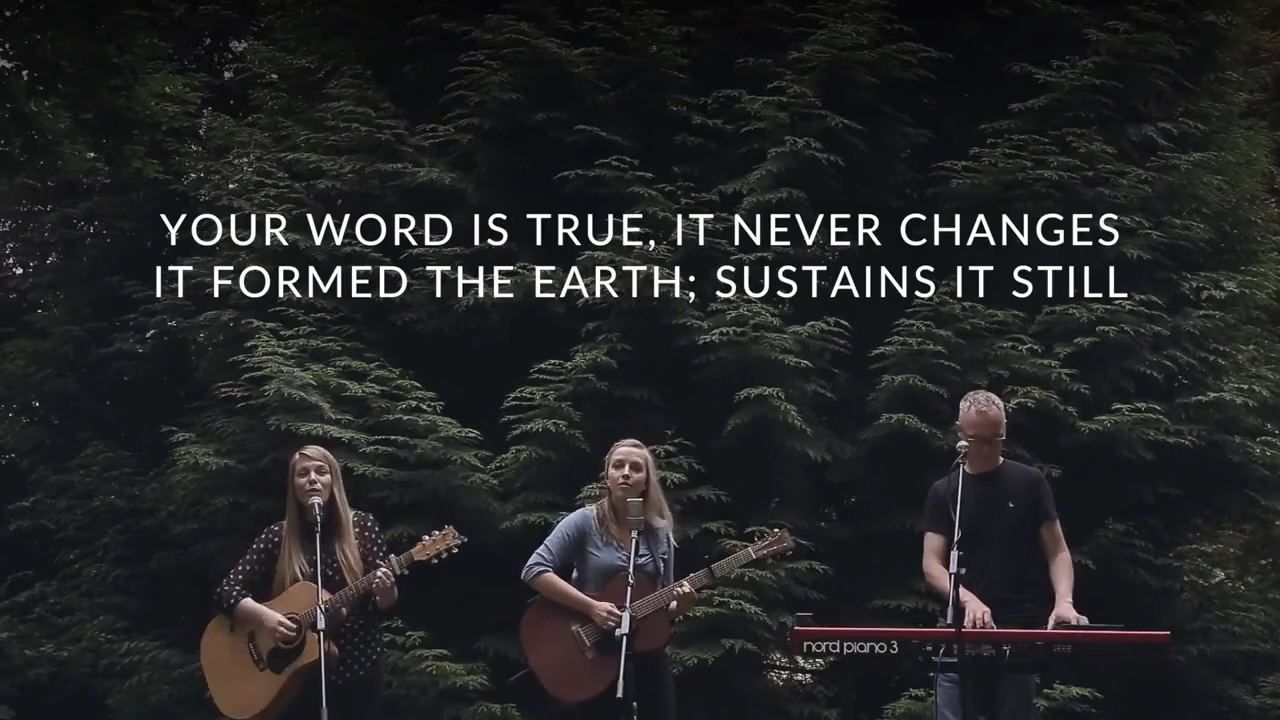 YOUR WORD IS TRUE, IT NEVER CHANGES
IT FORMED THE EARTH; SUSTAINS IT STILL
nord piano 3